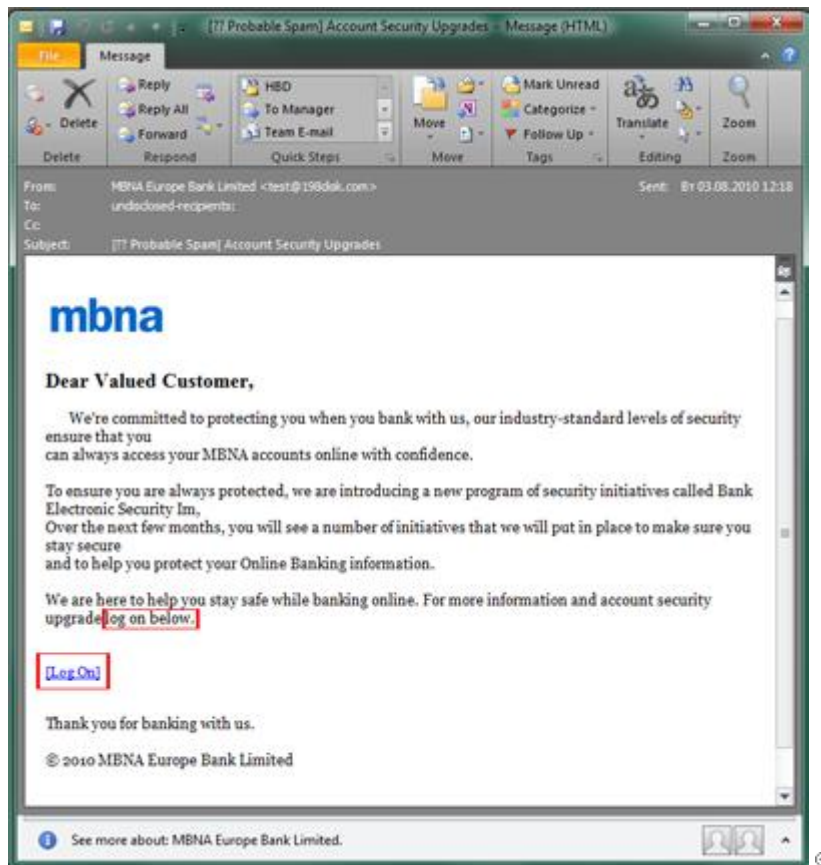 [?? Probable Spam] Account Security Upgrades - Message (HTML)
File Message
Delete
Reply
Reply All
Forward
HBD
To Manager
Team E-mail
Move
Mark Unread
Categorize
Follow Up
Translate
Zoom
Delete Respond Quick Steps Move Tags Editing Zoom
From: MBNA Europe Bank Limited <test@198dok.com> Sent: Вт 03.08.2010 12:18
To: undisclosed-recipients:
Cc:
Subject: [?? Probable Spam] Account Security Upgrades
mbna
Dear Valued Customer,
We're committed to protecting you when you bank with us, our industry-standard levels of security
ensure that you
can always access your MBNA accounts online with confidence.
To ensure you are always protected, we are introducing a new program of security initiatives called Bank
Electronic Security Im,
Over the next few months, you will see a number of initiatives that we will put in place to make sure you
stay secure
and to help you protect your Online Banking information.
We are here to help you stay safe while banking online. For more information and account security
upgrade log on below.
[Log On]
Thank you for banking with us.
© 2010 MBNA Europe Bank Limited
See more about: MBNA Europe Bank Limited.